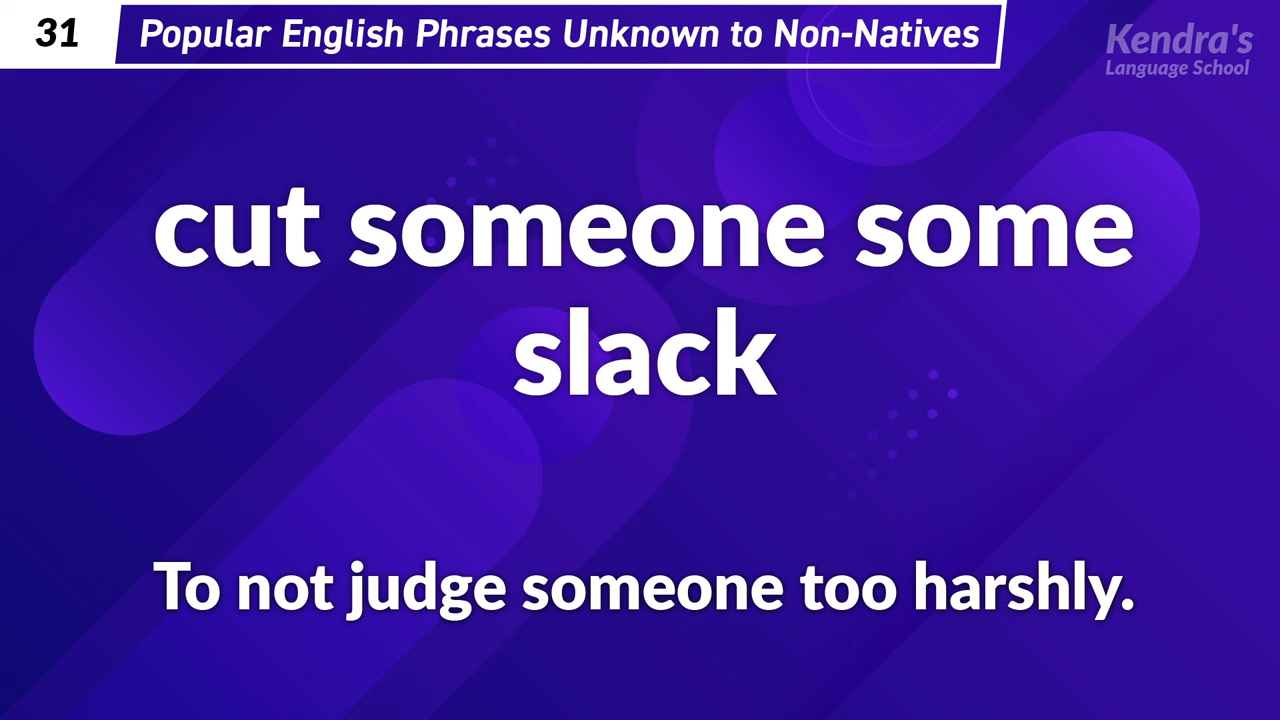 31
Popular English Phrases Unknown to Non-Natives
Kendra's
Language School
cut someone some
slack
To not judge someone too harshly.